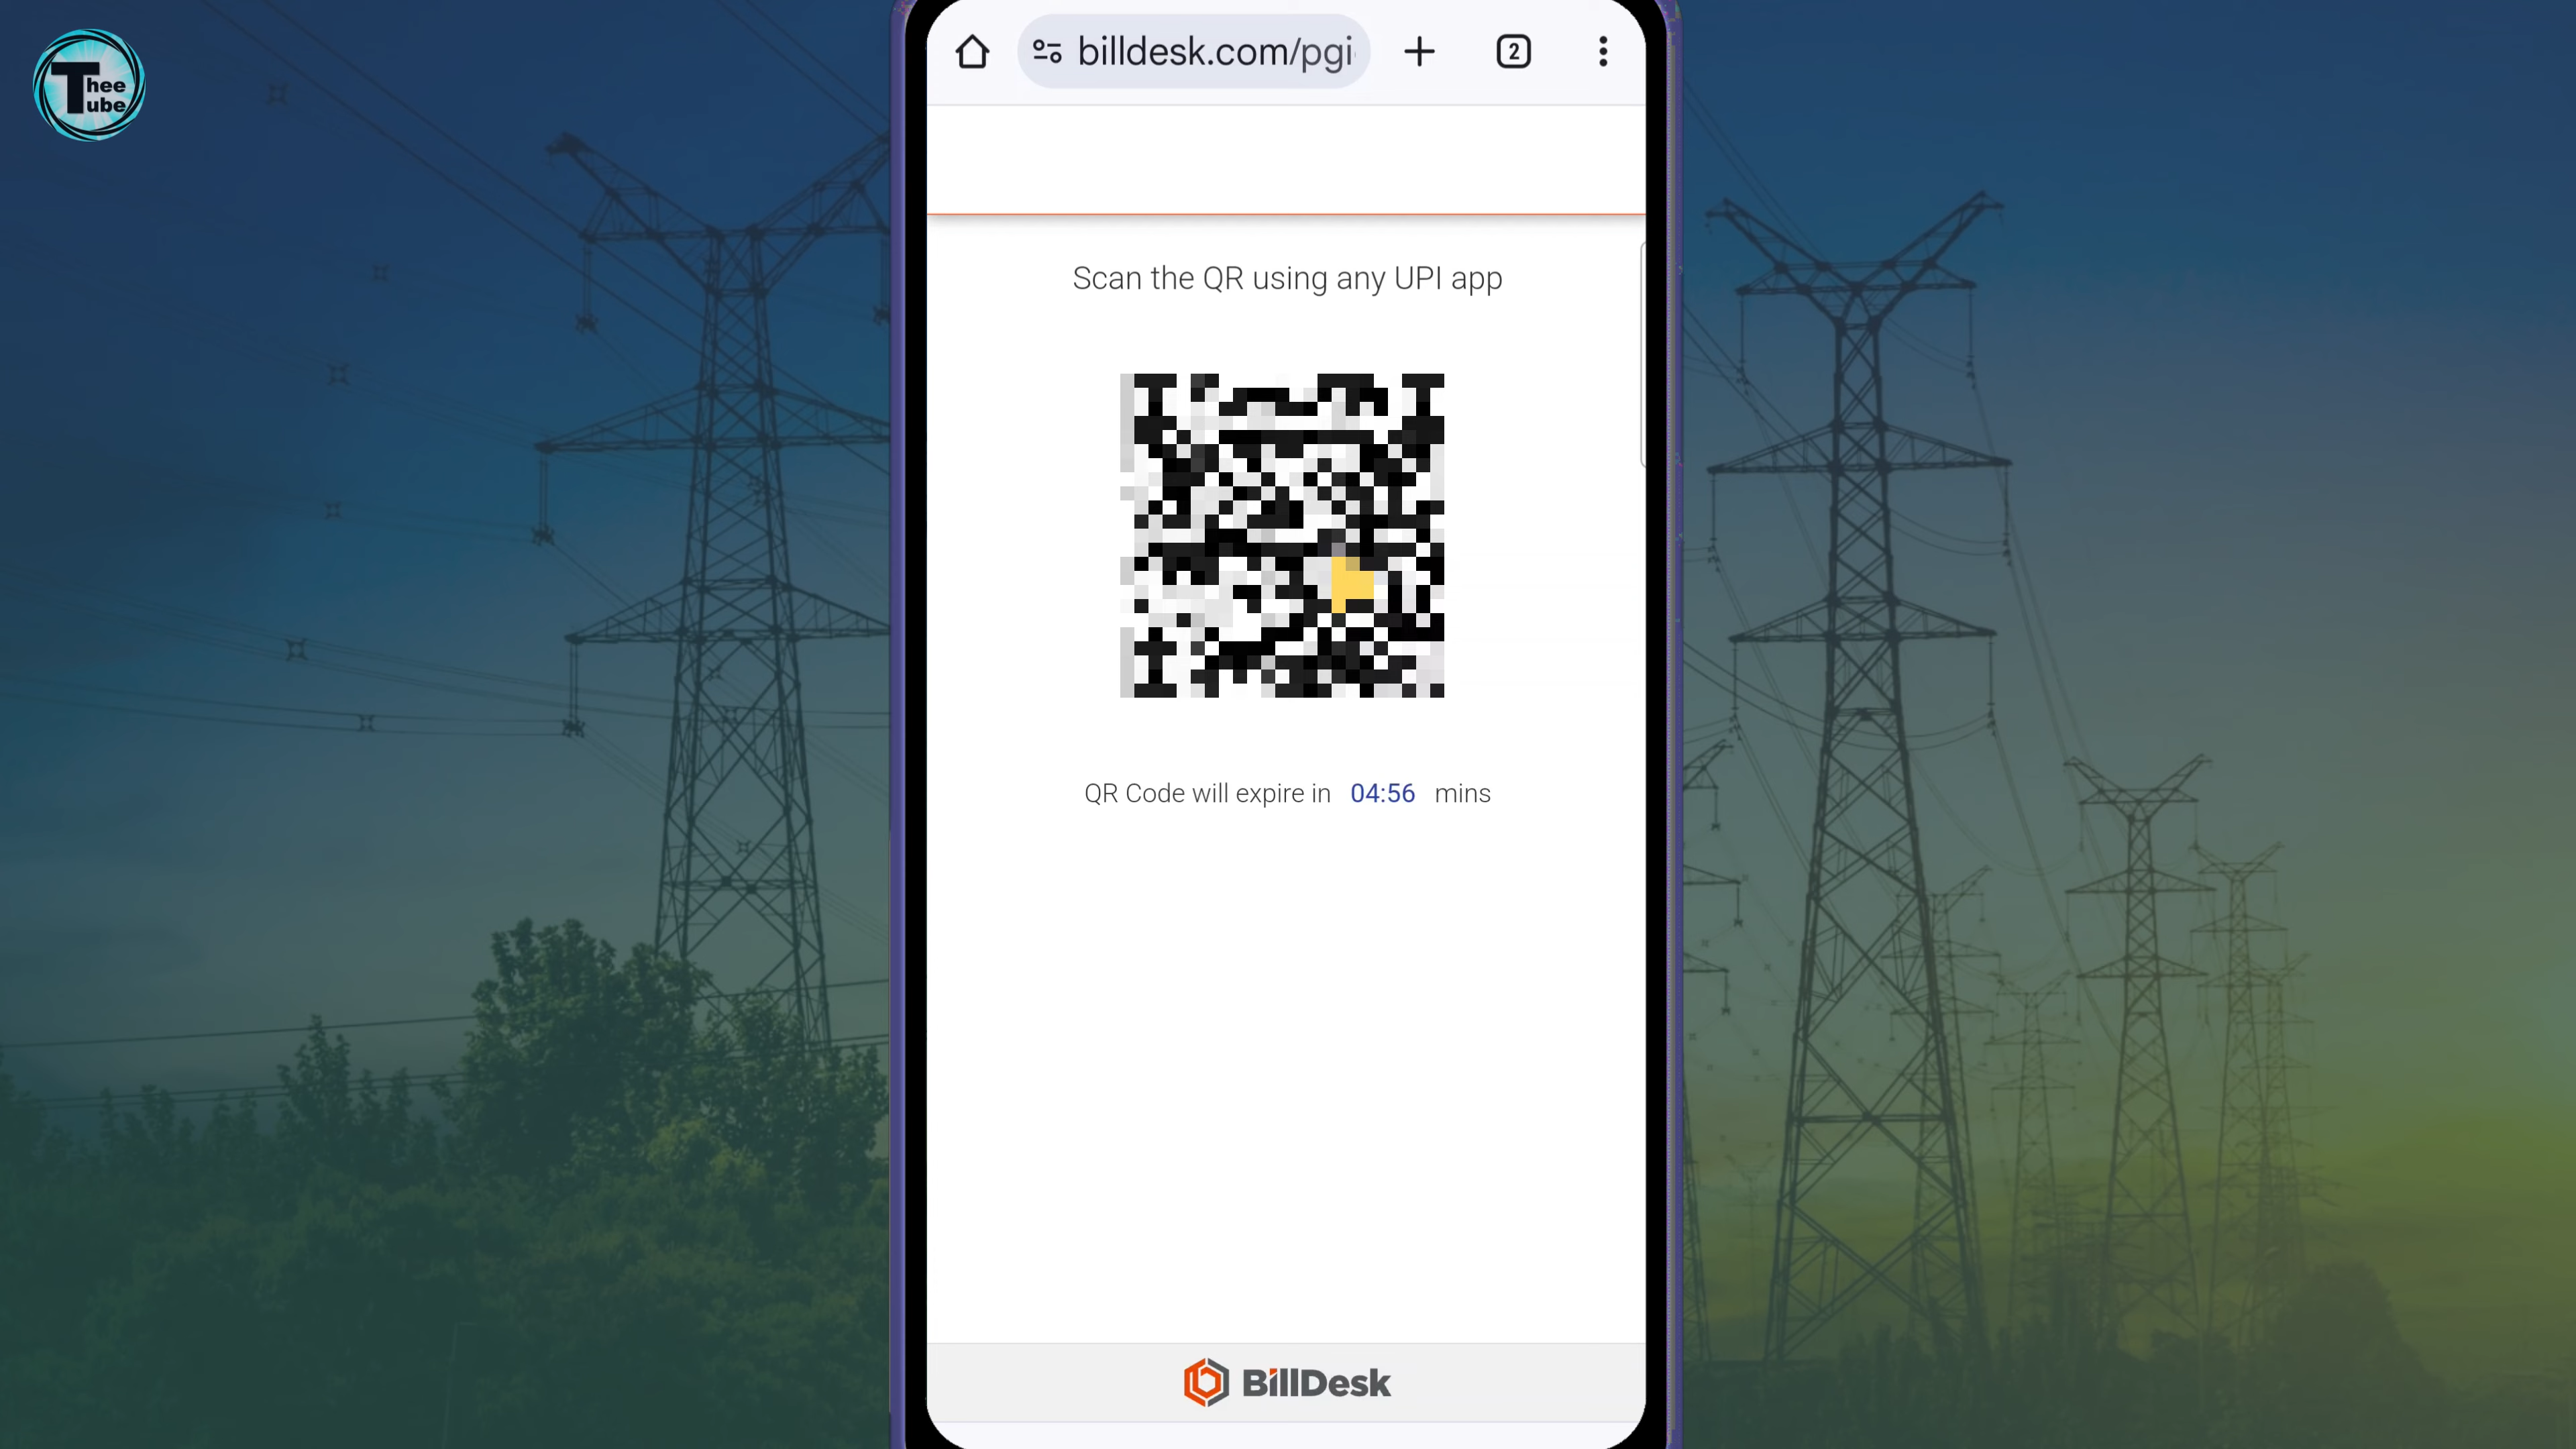 Thee
Tube
billdesk.com/pgi
2
Scan the QR using any UPI app
QR Code will expire in 04:56 mins
BillDesk